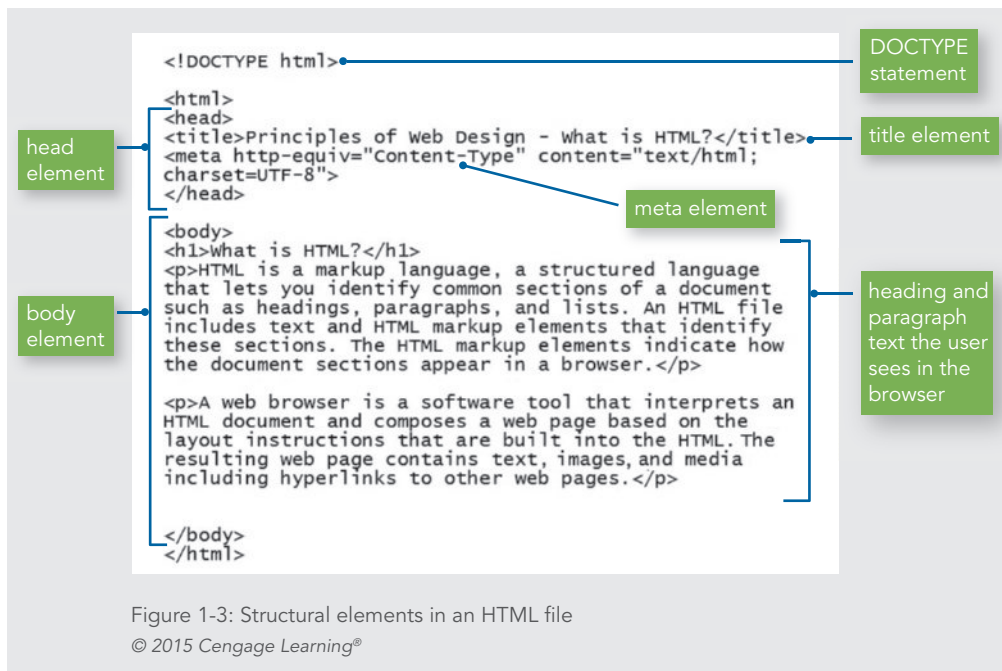 <!DOCTYPE html>
DOCTYPE
statement
<html>
<head>
<title>Principles of Web Design - What is HTML?</title>
title element
<meta http-equiv="Content-Type" content="text/html;
charset=UTF-8">
</head>
head
element
meta element
<body>
<h1>What is HTML?</h1>
<p>HTML is a markup language, a structured language
that lets you identify common sections of a document
such as headings, paragraphs, and lists. An HTML file
includes text and HTML markup elements that identify
these sections. The HTML markup elements indicate how
the document sections appear in a browser.</p>
body
element
heading and
paragraph
text the user
sees in the
browser
<p>A web browser is a software tool that interprets an
HTML document and composes a web page based on the
layout instructions that are built into the HTML. The
resulting web page contains text, images, and media
including hyperlinks to other web pages.</p>
</body>
</html>
Figure 1-3: Structural elements in an HTML file
© 2015 Cengage Learning®